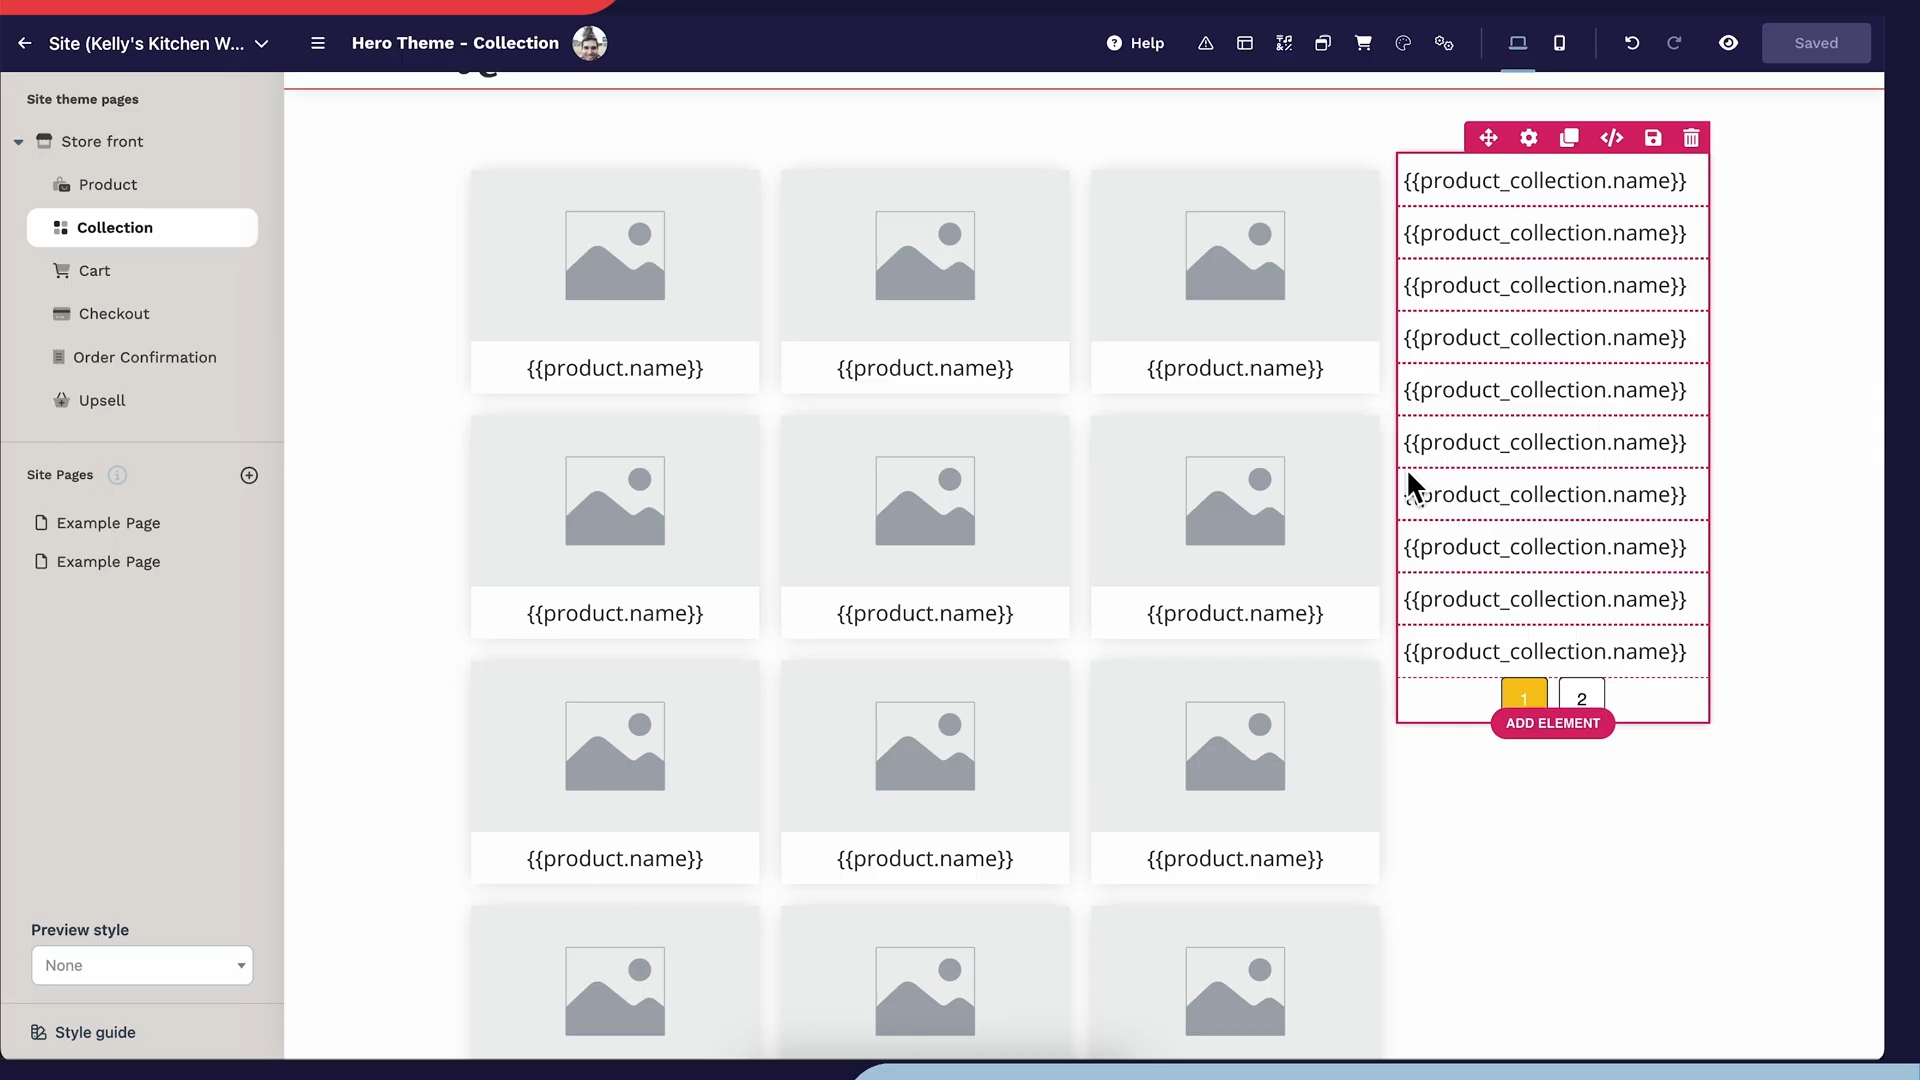 Site (Kelly's Kitchen W...
Hero Theme - Collection
Help
Saved
Site theme pages
Store front
Product
Collection
Cart
Checkout
Order Confirmation
Upsell
Site Pages
Example Page
Example Page
Preview style
None
Style guide
{{product.name}} {{product.name}} {{product.name}}
{{product.name}} {{product.name}} {{product.name}}
{{product.name}} {{product.name}} {{product.name}}
{{product_collection.name}}
{{product_collection.name}}
{{product_collection.name}}
{{product_collection.name}}
{{product_collection.name}}
{{product_collection.name}}
product_collection.name}}
{{product_collection.name}}
{{product_collection.name}}
{{product_collection.name}}
1 2
ADD ELEMENT